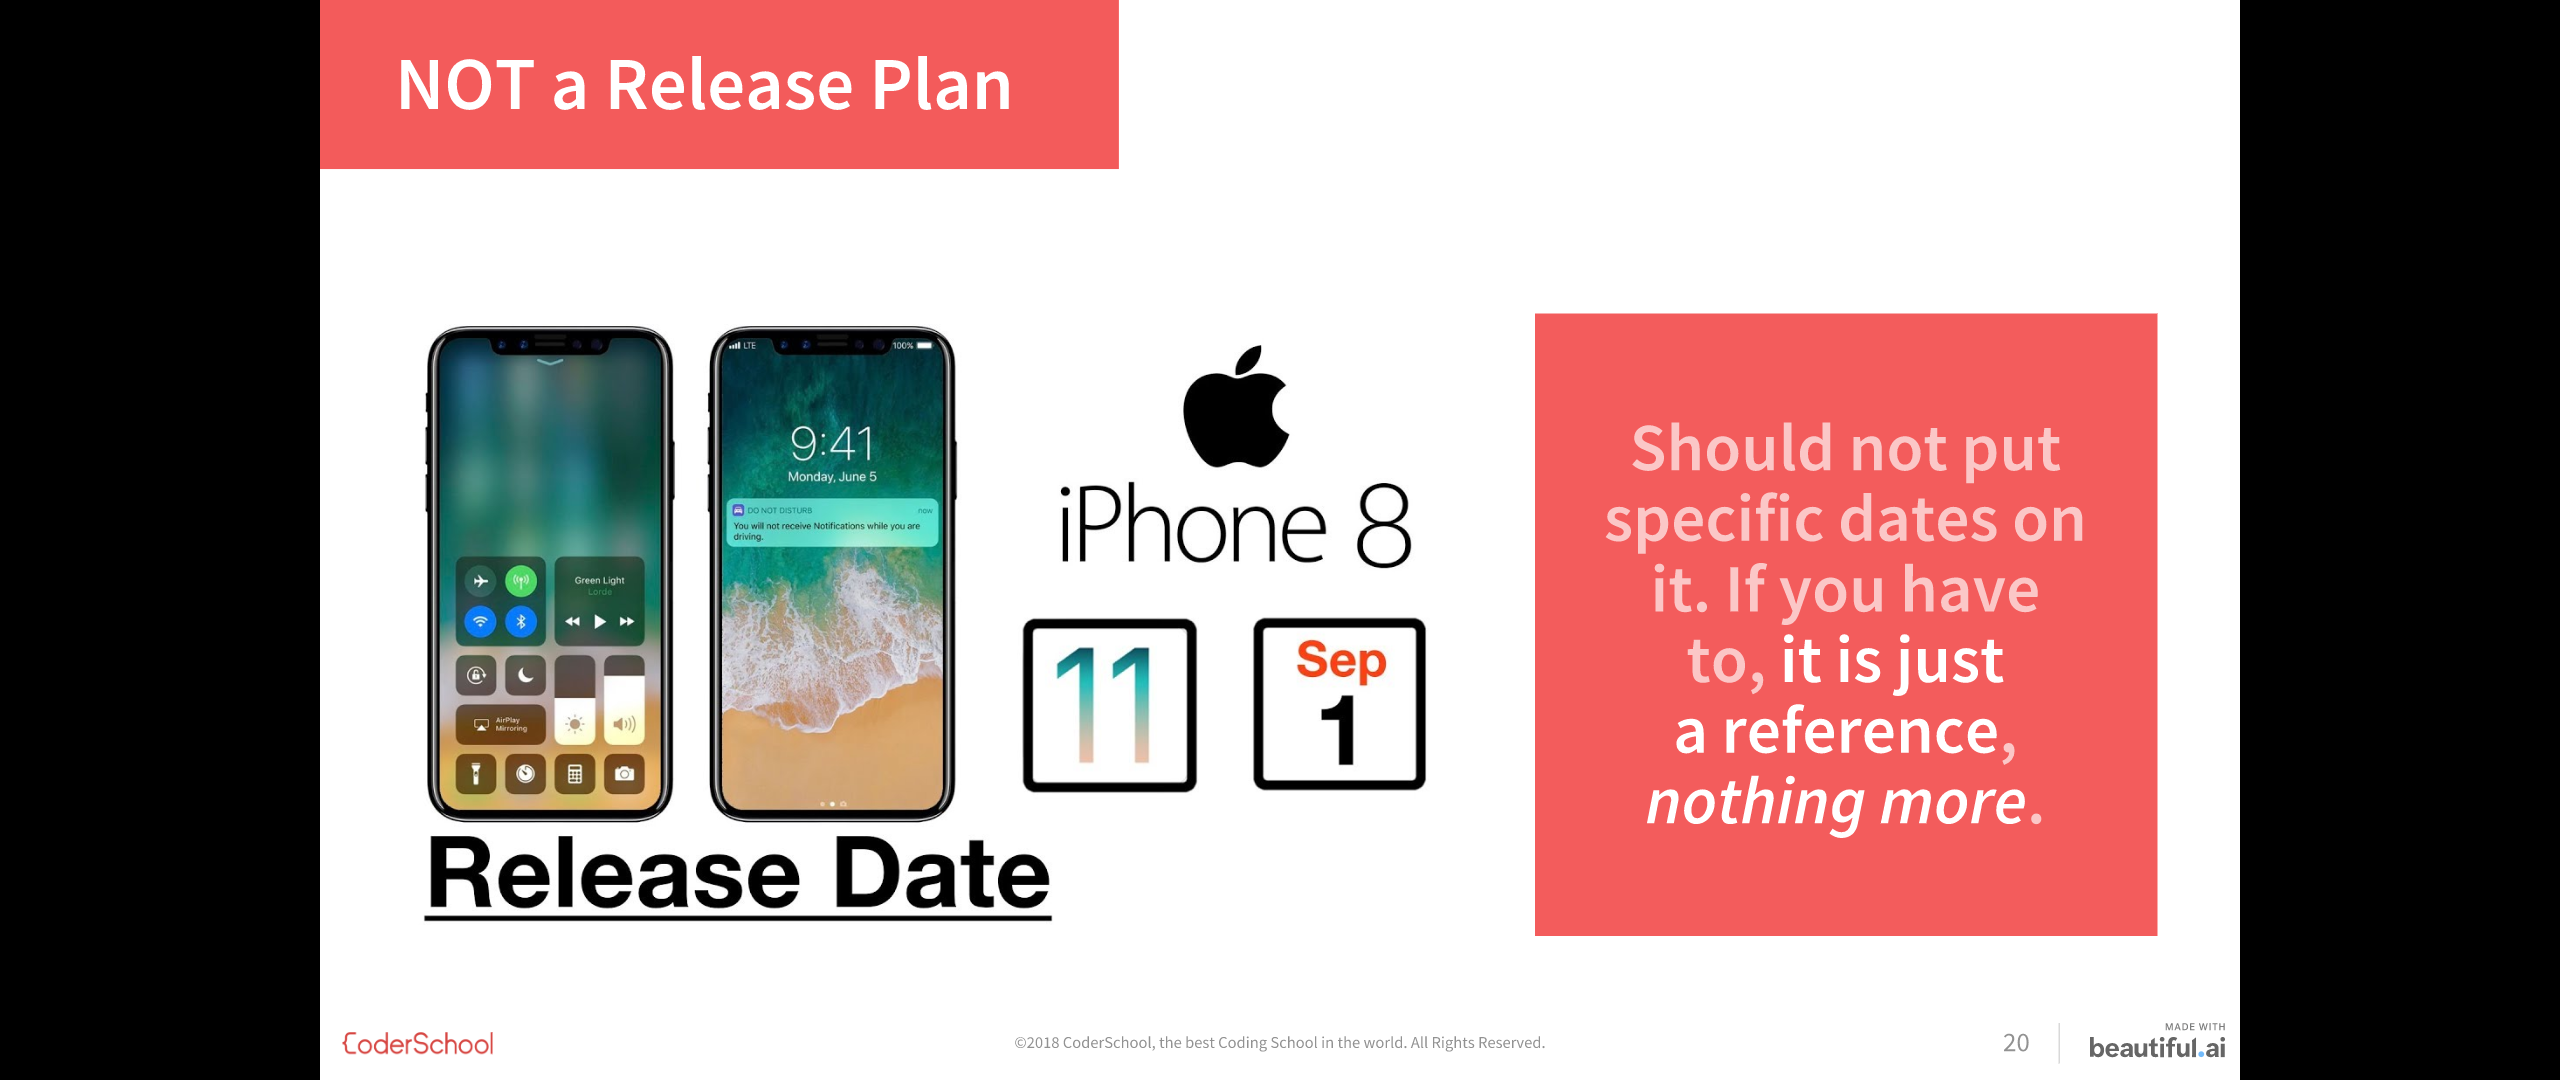 NOT a Release Plan
LTE
100%
9:41
Monday, June 5
DO NOT DISTURB now
You will not receive Notifications while you are
driving.
Green Light
Lorde
AirPlay
Mirroring
iPhone 8
11
Sep
1
Release Date
Should not put
specific dates on
it. If you have
to, it is just
a reference,
nothing more.
CoderSchool
©2018 CoderSchool, the best Coding School in the world. All Rights Reserved.
20
MADE WITH
beautiful.ai